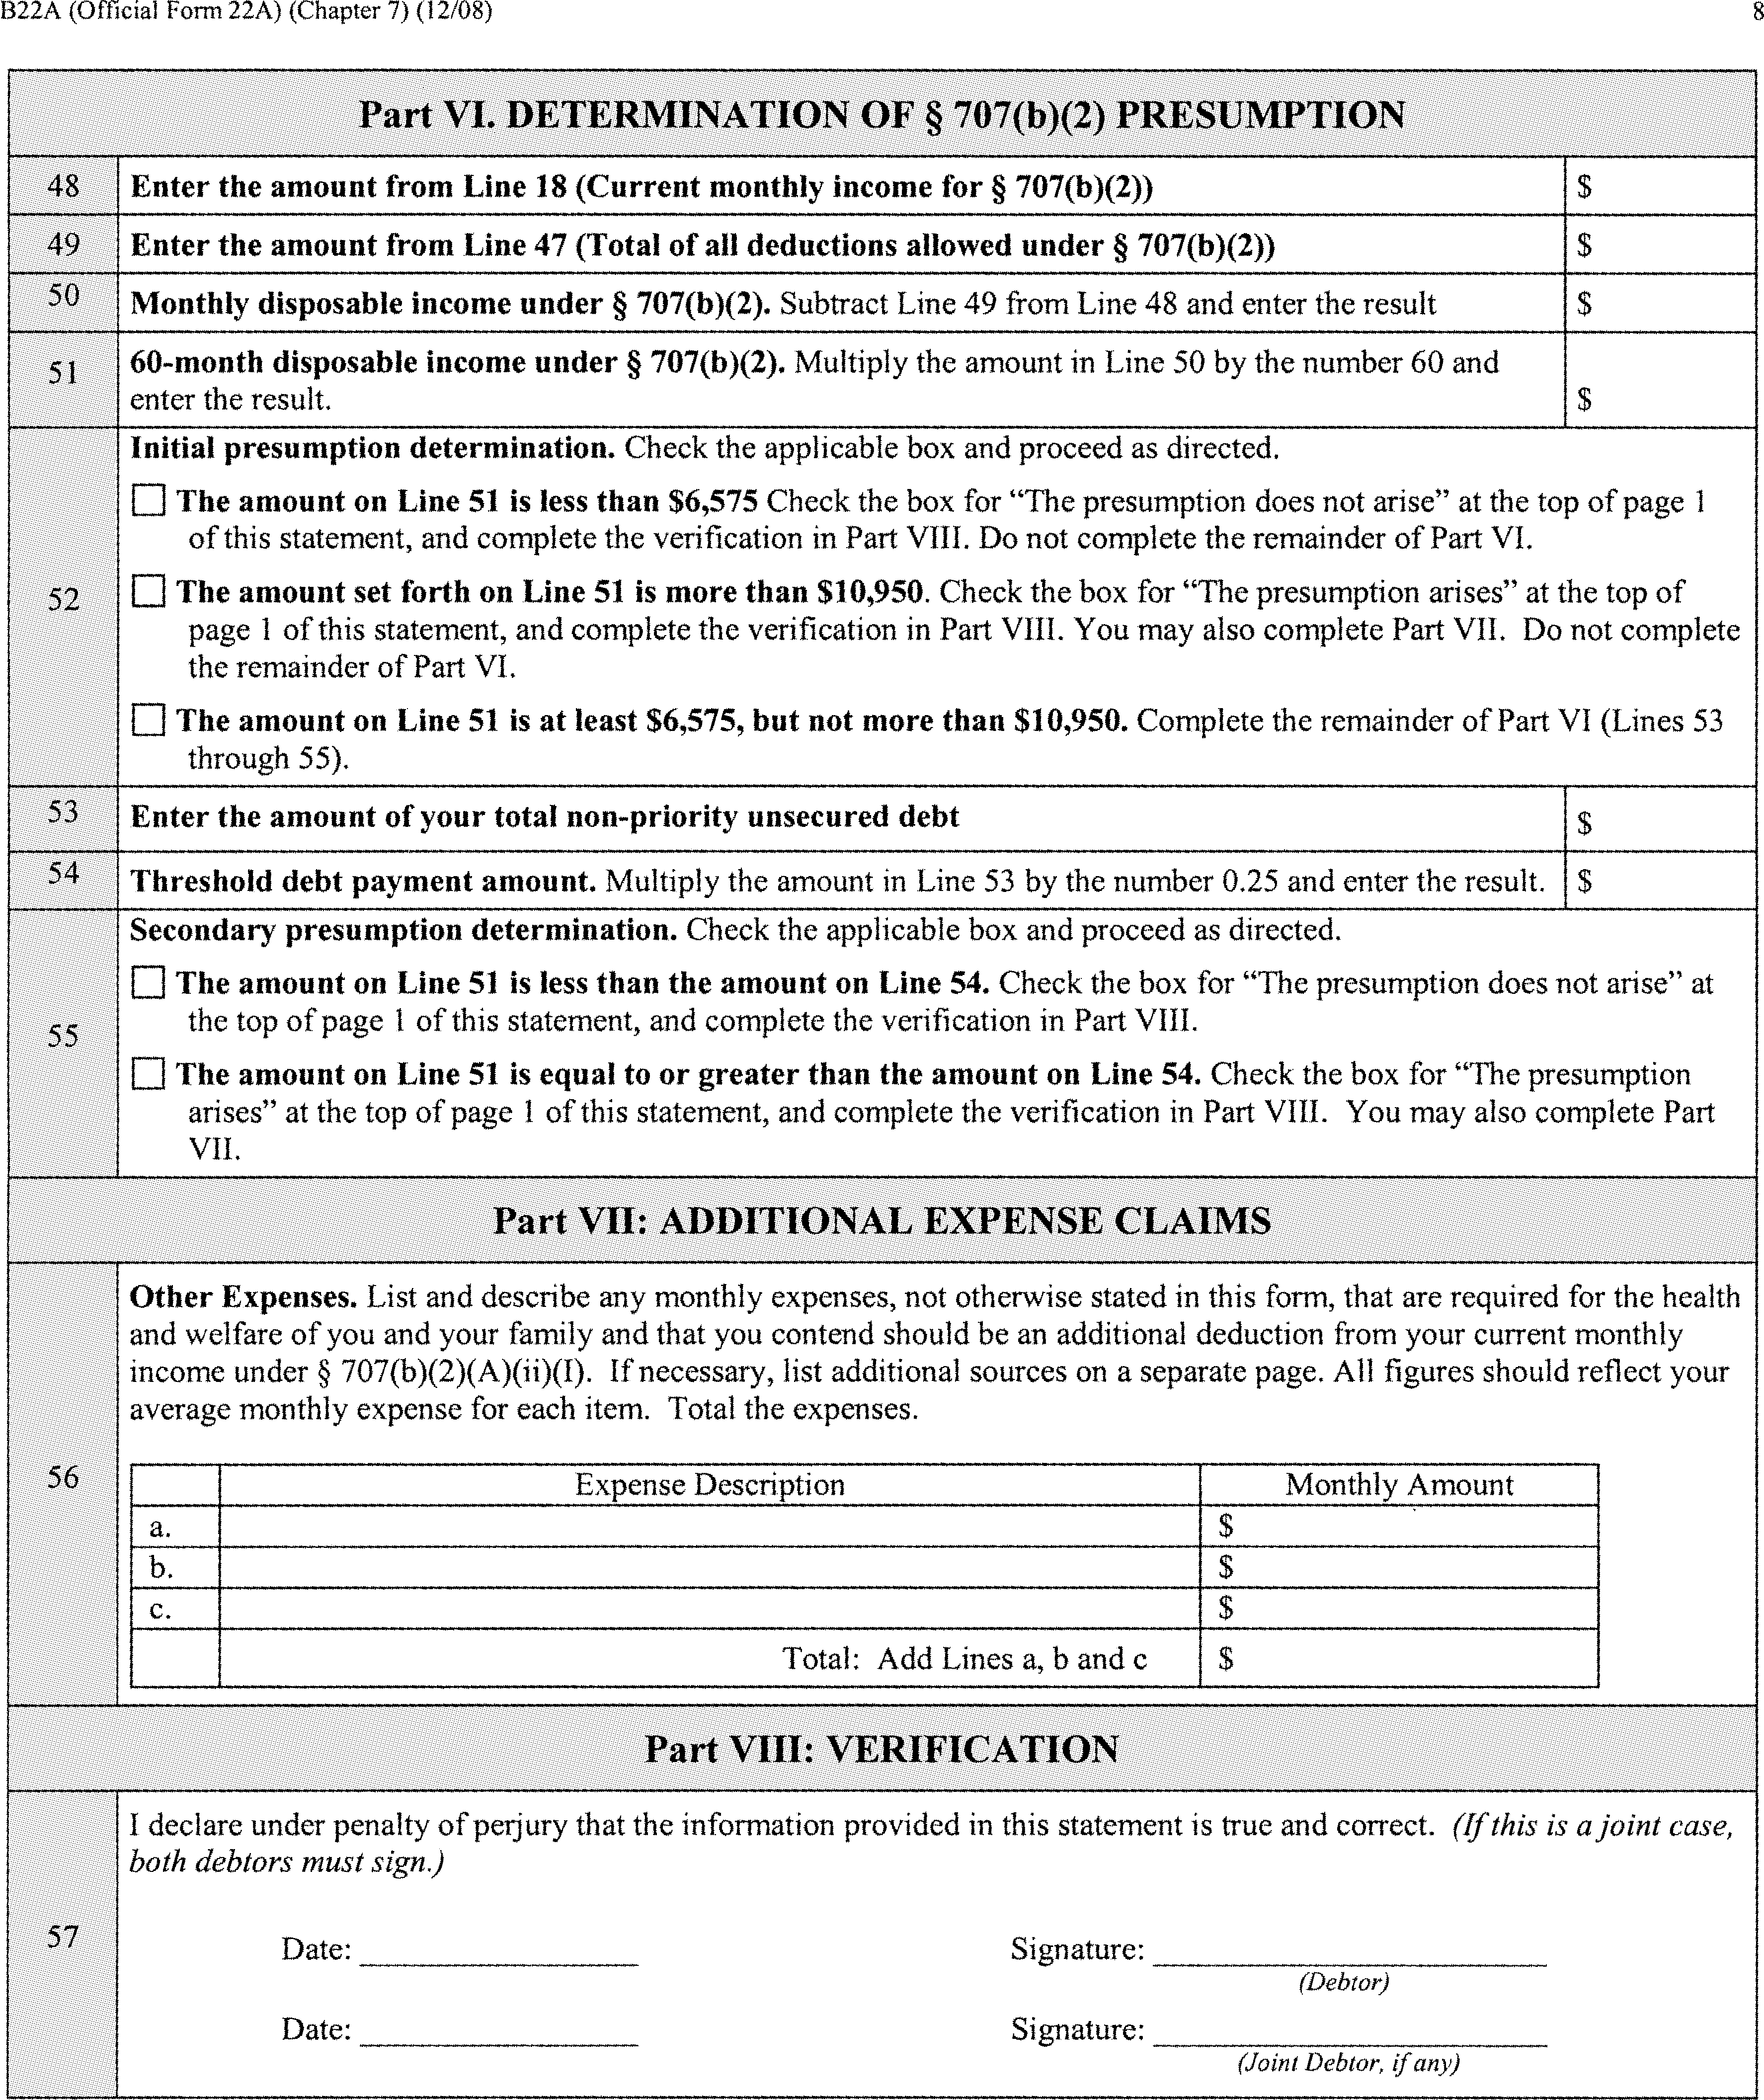 B22A (Official Form 22A) (Chapter 7) (12/08) 8
Part VI. DETERMINATION OF § 707(b)(2) PRESUMPTION
48 Enter the amount from Line 18 (Current monthly income for § 707(b)(2)) $
49 Enter the amount from Line 47 (Total of all deductions allowed under § 707(b)(2)) $
50 Monthly disposable income under § 707(b)(2). Subtract Line 49 from Line 48 and enter the result $
51 60-month disposable income under § 707(b)(2). Multiply the amount in Line 50 by the number 60 and
enter the result. $
52 Initial presumption determination. Check the applicable box and proceed as directed.
☐ The amount on Line 51 is less than $6,575 Check the box for “The presumption does not arise” at the top of page 1
of this statement, and complete the verification in Part VIII. Do not complete the remainder of Part VI.
☐ The amount set forth on Line 51 is more than $10,950. Check the box for “The presumption arises” at the top of
page 1 of this statement, and complete the verification in Part VIII. You may also complete Part VII. Do not complete
the remainder of Part VI.
☐ The amount on Line 51 is at least $6,575, but not more than $10,950. Complete the remainder of Part VI (Lines 53
through 55).
53 Enter the amount of your total non-priority unsecured debt $
54 Threshold debt payment amount. Multiply the amount in Line 53 by the number 0.25 and enter the result. $
55 Secondary presumption determination. Check the applicable box and proceed as directed.
☐ The amount on Line 51 is less than the amount on Line 54. Check the box for “The presumption does not arise” at
the top of page 1 of this statement, and complete the verification in Part VIII.
☐ The amount on Line 51 is equal to or greater than the amount on Line 54. Check the box for “The presumption
arises” at the top of page 1 of this statement, and complete the verification in Part VIII. You may also complete Part
VII.
Part VII: ADDITIONAL EXPENSE CLAIMS
56 Other Expenses. List and describe any monthly expenses, not otherwise stated in this form, that are required for the health
and welfare of you and your family and that you contend should be an additional deduction from your current monthly
income under § 707(b)(2)(A)(ii)(I). If necessary, list additional sources on a separate page. All figures should reflect your
average monthly expense for each item. Total the expenses.
Expense Description Monthly Amount
a. $
b. $
c. $
Total: Add Lines a, b and c $
Part VIII: VERIFICATION
57 I declare under penalty of perjury that the information provided in this statement is true and correct. (If this is a joint case,
both debtors must sign.)
Date: Signature:
(Debtor)
Date: Signature:
(Joint Debtor, if any)